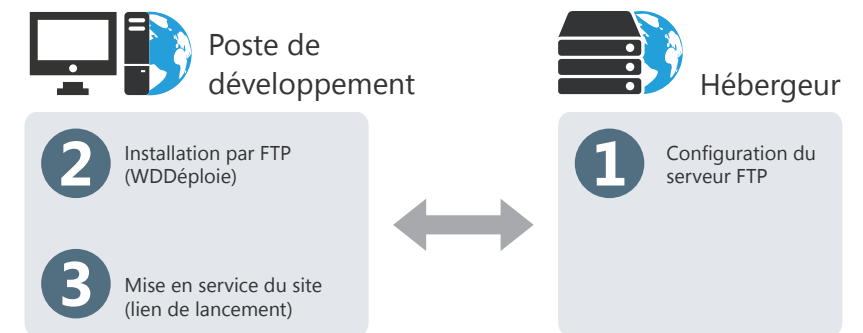 Poste de
développement
2
Installation par FTP
(WDDéploie)
3
Mise en service du site
(lien de lancement)
Hébergeur
1
Configuration du
serveur FTP